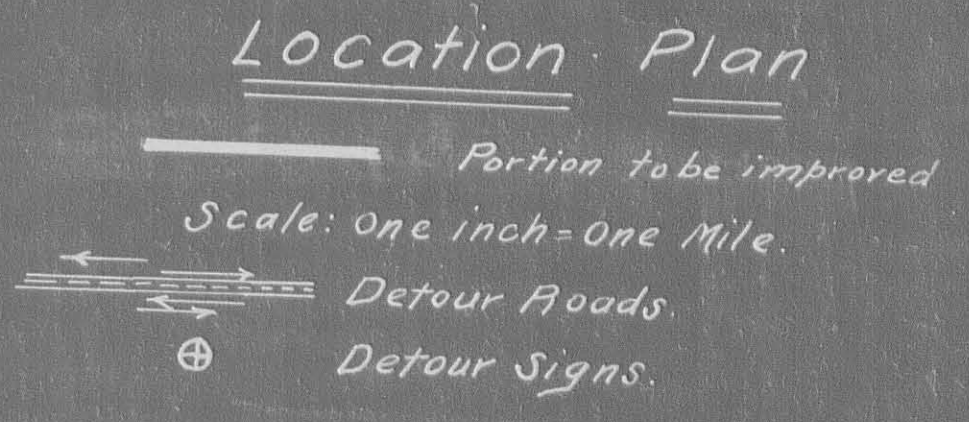 Location Plan
Portion to be improved
Scale: One inch = One Mile.
Detour Roads.
Detour Signs.